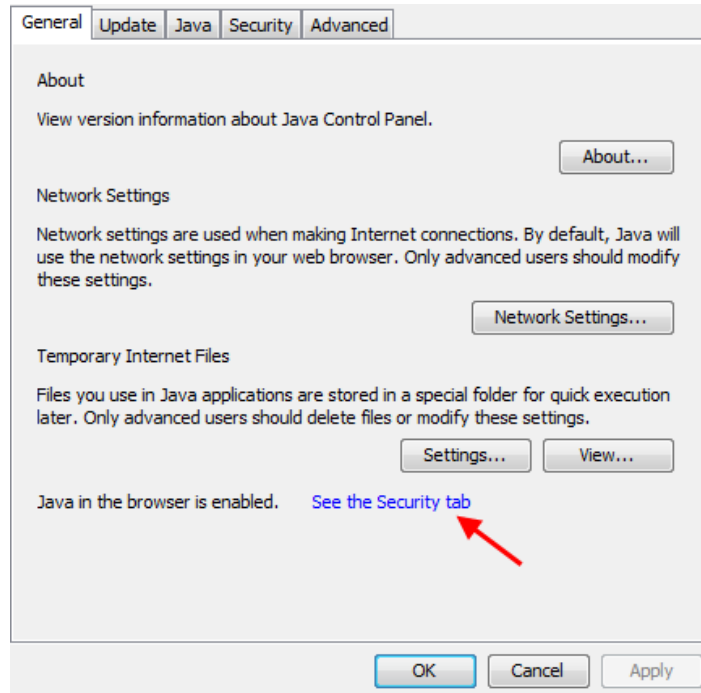 General Update Java Security Advanced
About
View version information about Java Control Panel.
About...
Network Settings
Network settings are used when making Internet connections. By default, Java will
use the network settings in your web browser. Only advanced users should modify
these settings.
Network Settings...
Temporary Internet Files
Files you use in Java applications are stored in a special folder for quick execution
later. Only advanced users should delete files or modify these settings.
Settings... View...
Java in the browser is enabled. See the Security tab
OK Cancel Apply